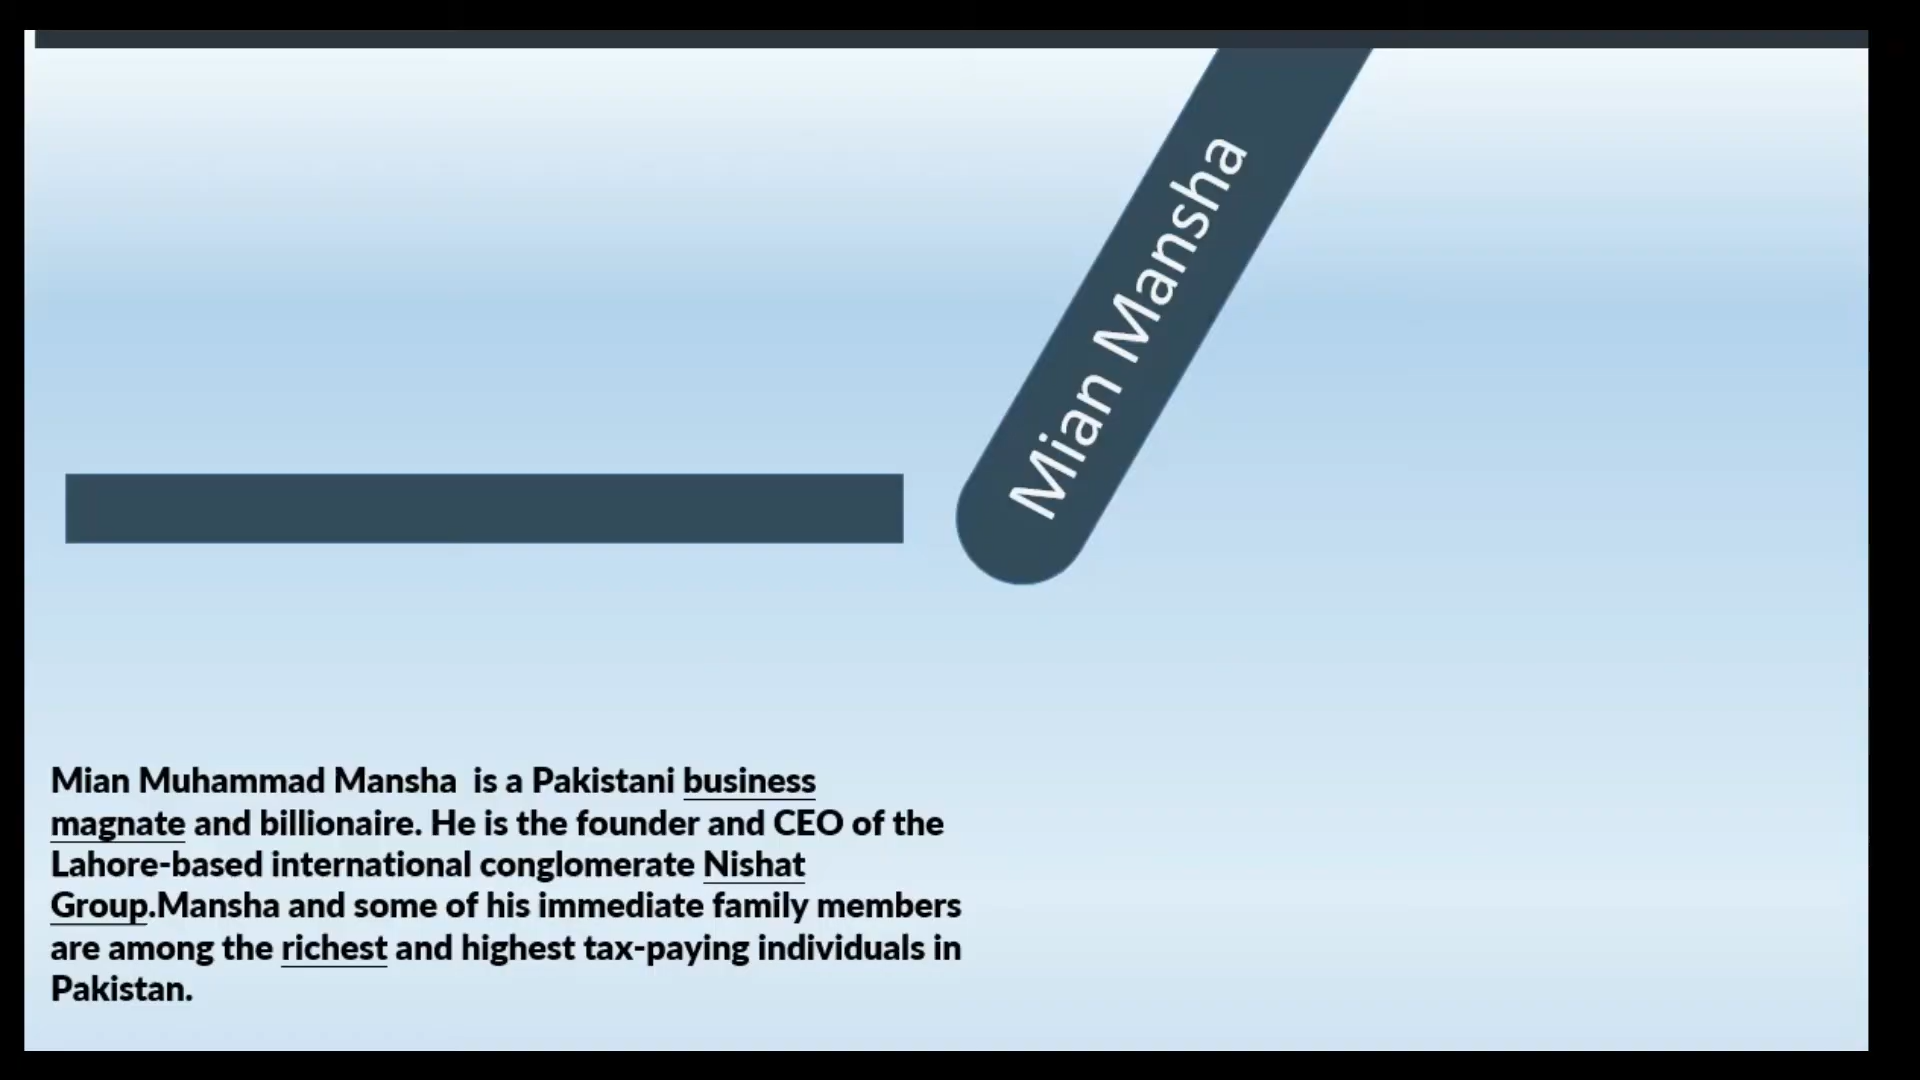 Mian Mansha
Mian Muhammad Mansha  is a Pakistani business
magnate and billionaire. He is the founder and CEO of the
Lahore-based international conglomerate Nishat
Group.Mansha and some of his immediate family members
are among the richest and highest tax-paying individuals in
Pakistan.